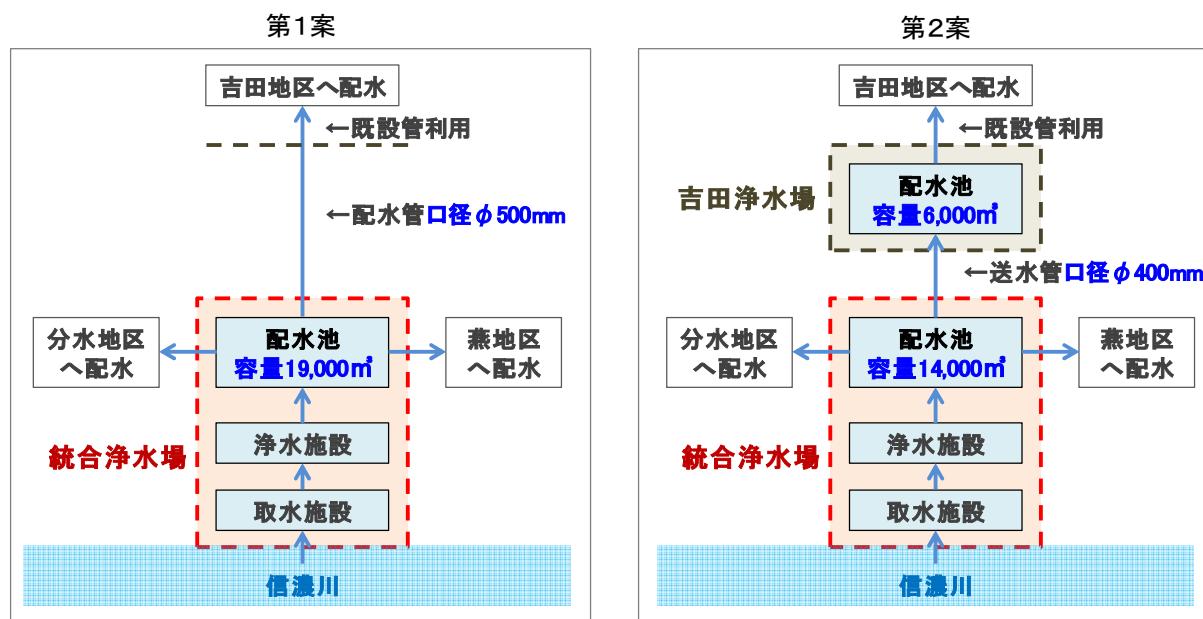 第1案
吉田地区へ配水
←既設管利用
←配水管口径φ500mm
分水地区
へ配水
配水池
容量19,000㎥
燕地区
へ配水
統合浄水場
浄水施設
取水施設
信濃川
第2案
吉田地区へ配水
←既設管利用
吉田浄水場
配水池
容量6,000㎥
←送水管口径φ400mm
分水地区
へ配水
配水池
容量14,000㎥
燕地区
へ配水
統合浄水場
浄水施設
取水施設
信濃川